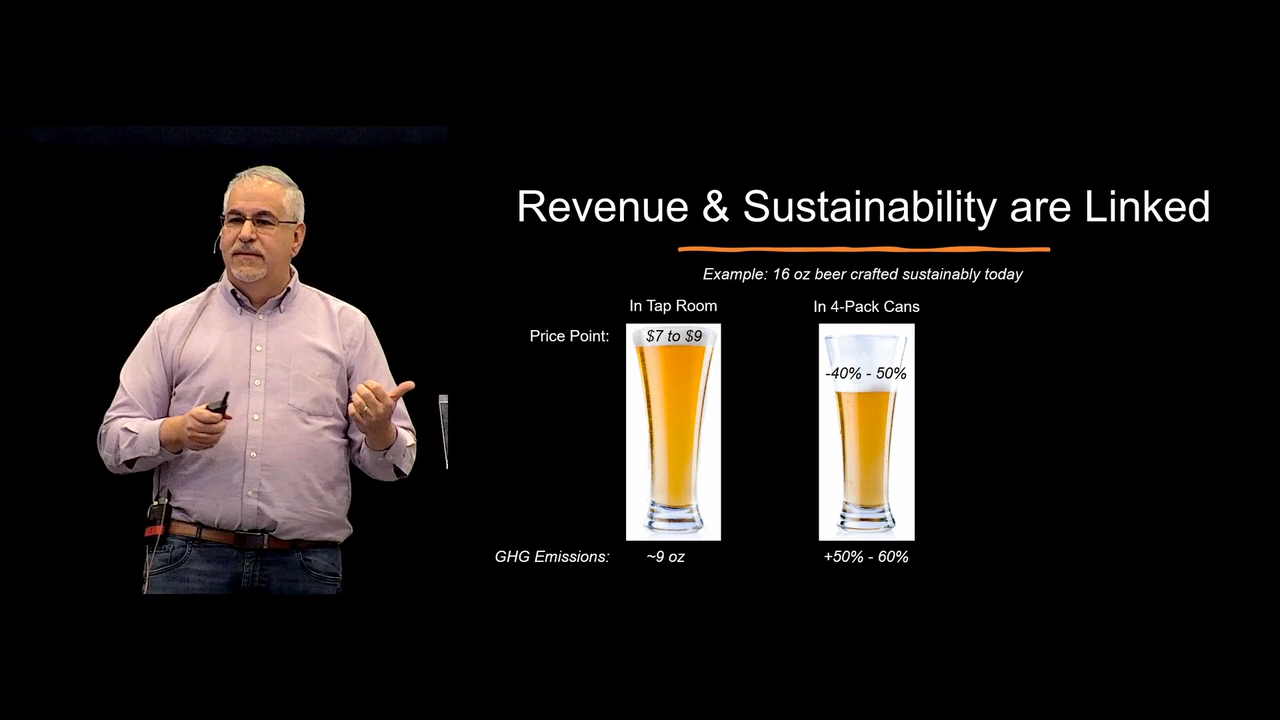 Revenue & Sustainability are Linked
Example: 16 oz beer crafted sustainably today
In Tap Room
In 4-Pack Cans
Price Point:
$7 to $9
-40% - 50%
GHG Emissions:
~9 oz
+50% - 60%